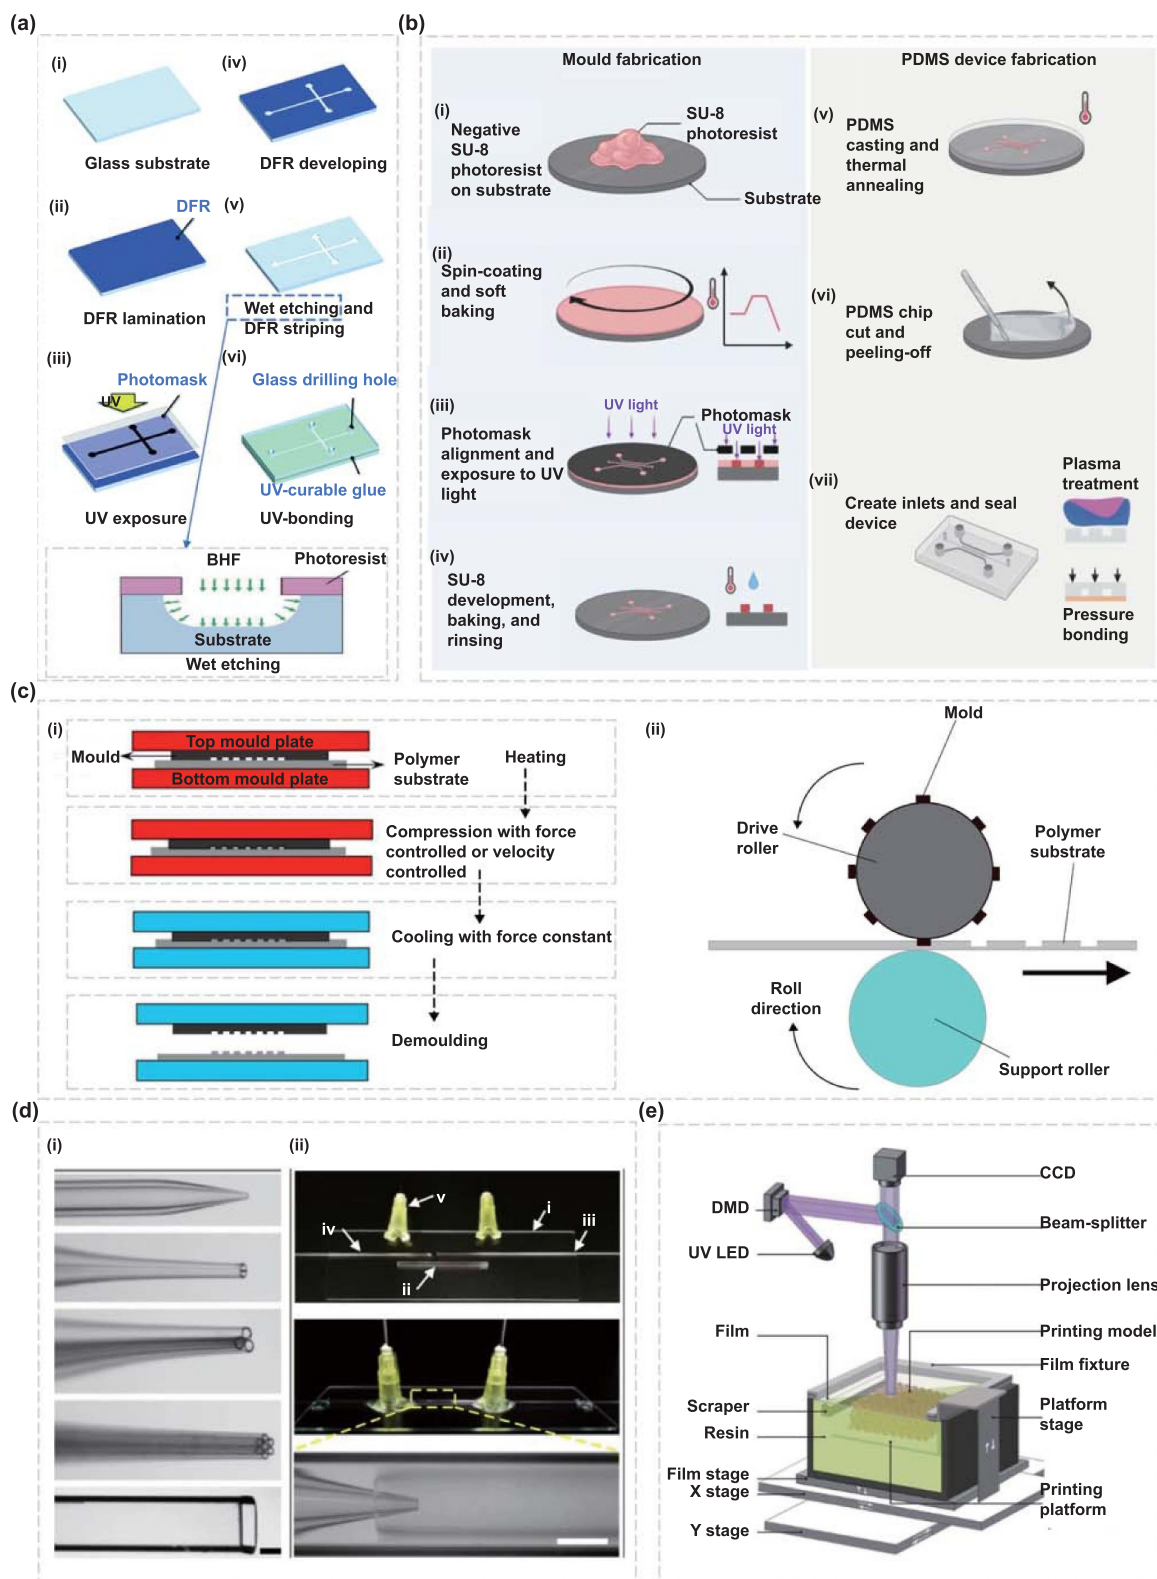 (a)
(i)
Glass substrate
(iv)
DFR developing
(ii)
DFR
DFR lamination
(v)
Wet etching and
DFR striping
(iii)
Photomask
UV
UV exposure
(vi)
Glass drilling hole
UV-curable glue
UV-bonding
BHF
Photoresist
Substrate
Wet etching
(b)
Mould fabrication
(i)
Negative
SU-8
photoresist
on substrate
SU-8
photoresist
Substrate
(ii)
Spin-coating
and soft
baking
(iii)
Photomask
alignment and
exposure to UV
light
UV light
Photomask
UV light
(iv)
SU-8
development,
baking, and
rinsing
PDMS device fabrication
(v)
PDMS
casting and
thermal
annealing
(vi)
PDMS chip
cut and
peeling-off
(vii)
Create inlets and seal
device
Plasma
treatment
Pressure
bonding
(c)
(i)
Top mould plate
Mould
Polymer
substrate
Bottom mould plate
Heating
Compression with force
controlled or velocity
controlled
Cooling with force constant
Demoulding
(ii)
Mold
Drive
roller
Polymer
substrate
Roll
direction
Support roller
(d)
(i)
(ii)
v
i
iv
iii
ii
(e)
CCD
DMD
Beam-splitter
UV LED
Projection lens
Film
Printing model
Film fixture
Scraper
Platform
stage
Resin
Film stage
X stage
Printing
platform
Y stage